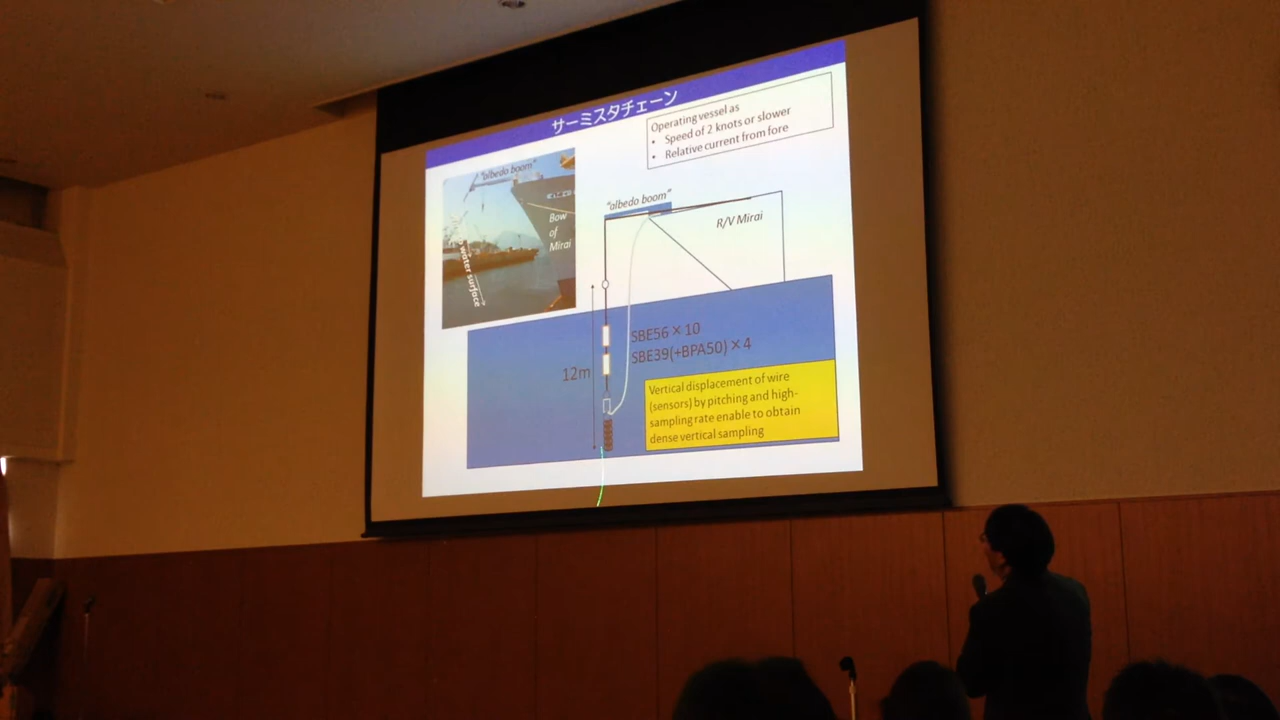 サーミスタチェーン
Operating vessel as
• Speed of 2 knots or slower
• Relative current from fore
"albedo boom"
Bow
of
Mirai
water surface
"albedo boom"
R/V Mirai
12m
SBE56×10
SBE39(+BPA50)×4
Vertical displacement of wire
(sensors) by pitching and high-
sampling rate enable to obtain
dense vertical sampling